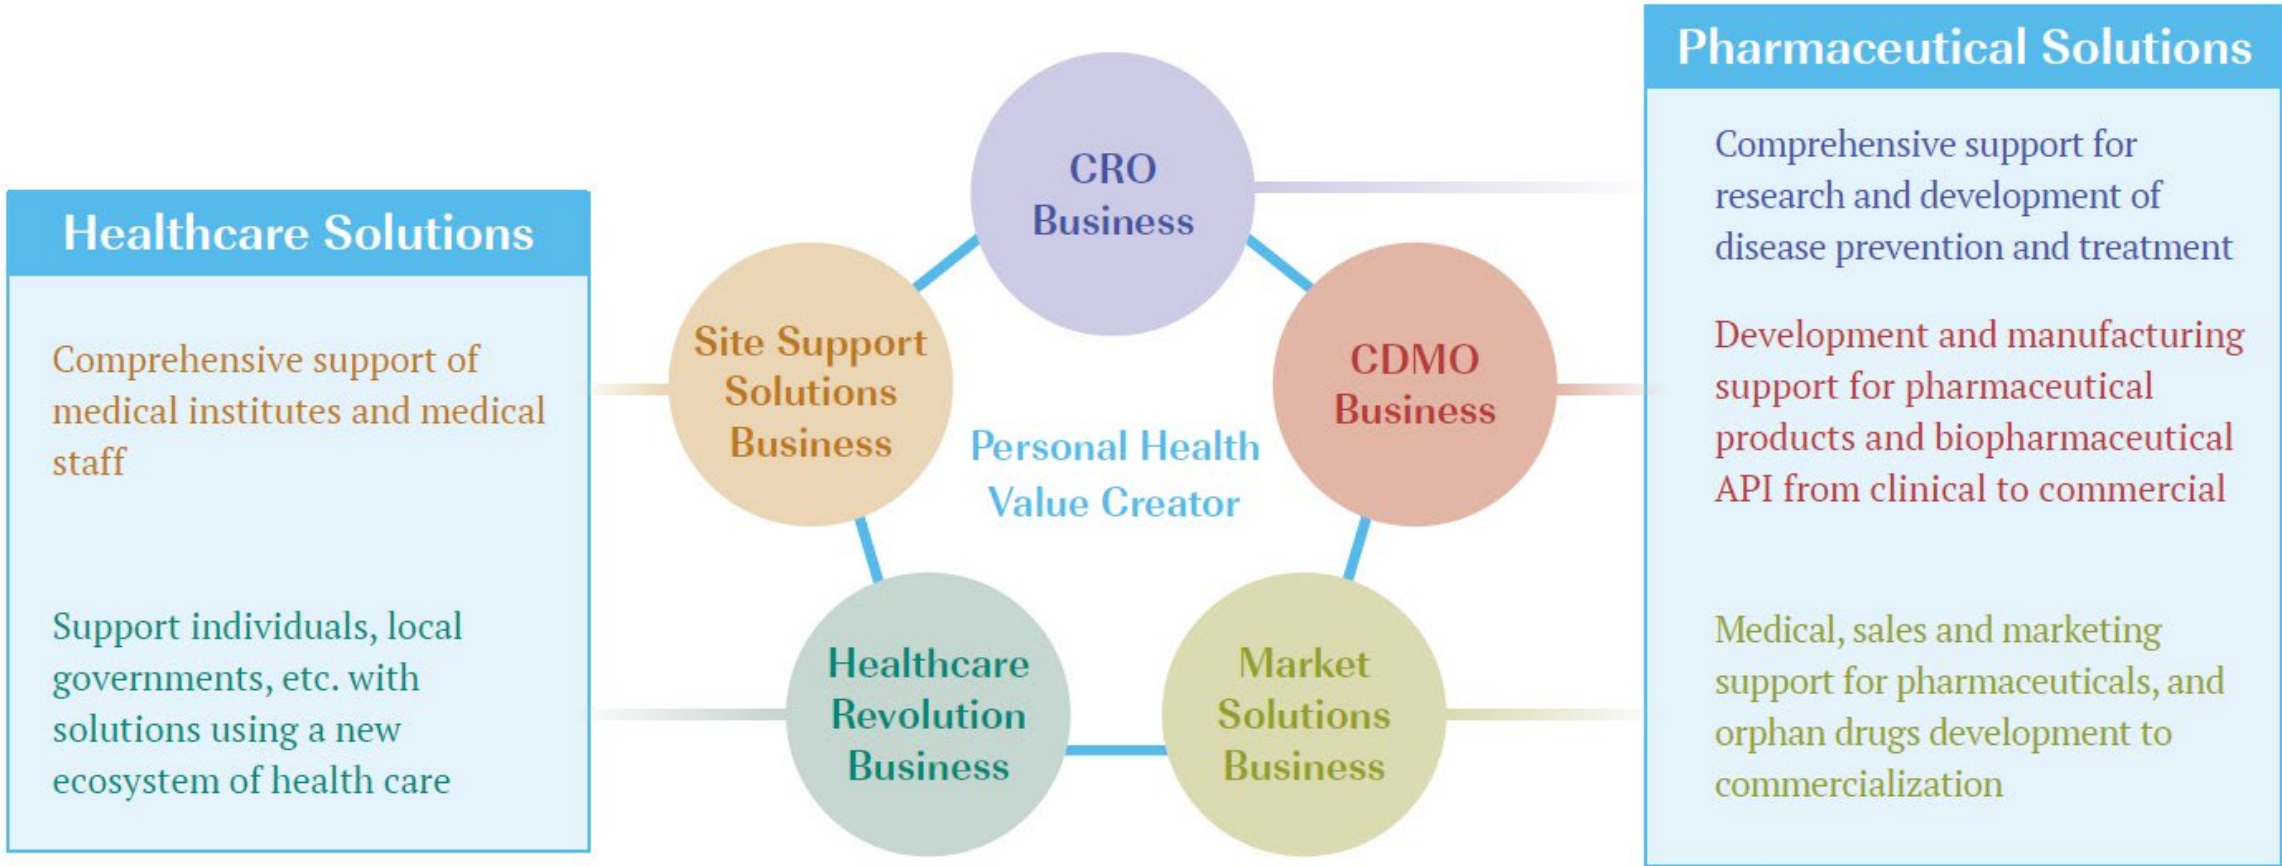 Healthcare Solutions
Comprehensive support of
medical institutes and medical
staff
Support individuals, local
governments, etc. with
solutions using a new
ecosystem of health care
CRO
Business
Site Support
Solutions
Business
CDMO
Business
Personal Health
Value Creator
Healthcare
Revolution
Business
Market
Solutions
Business
Pharmaceutical Solutions
Comprehensive support for
research and development of
disease prevention and treatment
Development and manufacturing
support for pharmaceutical
products and biopharmaceutical
API from clinical to commercial
Medical, sales and marketing
support for pharmaceuticals, and
orphan drugs development to
commercialization